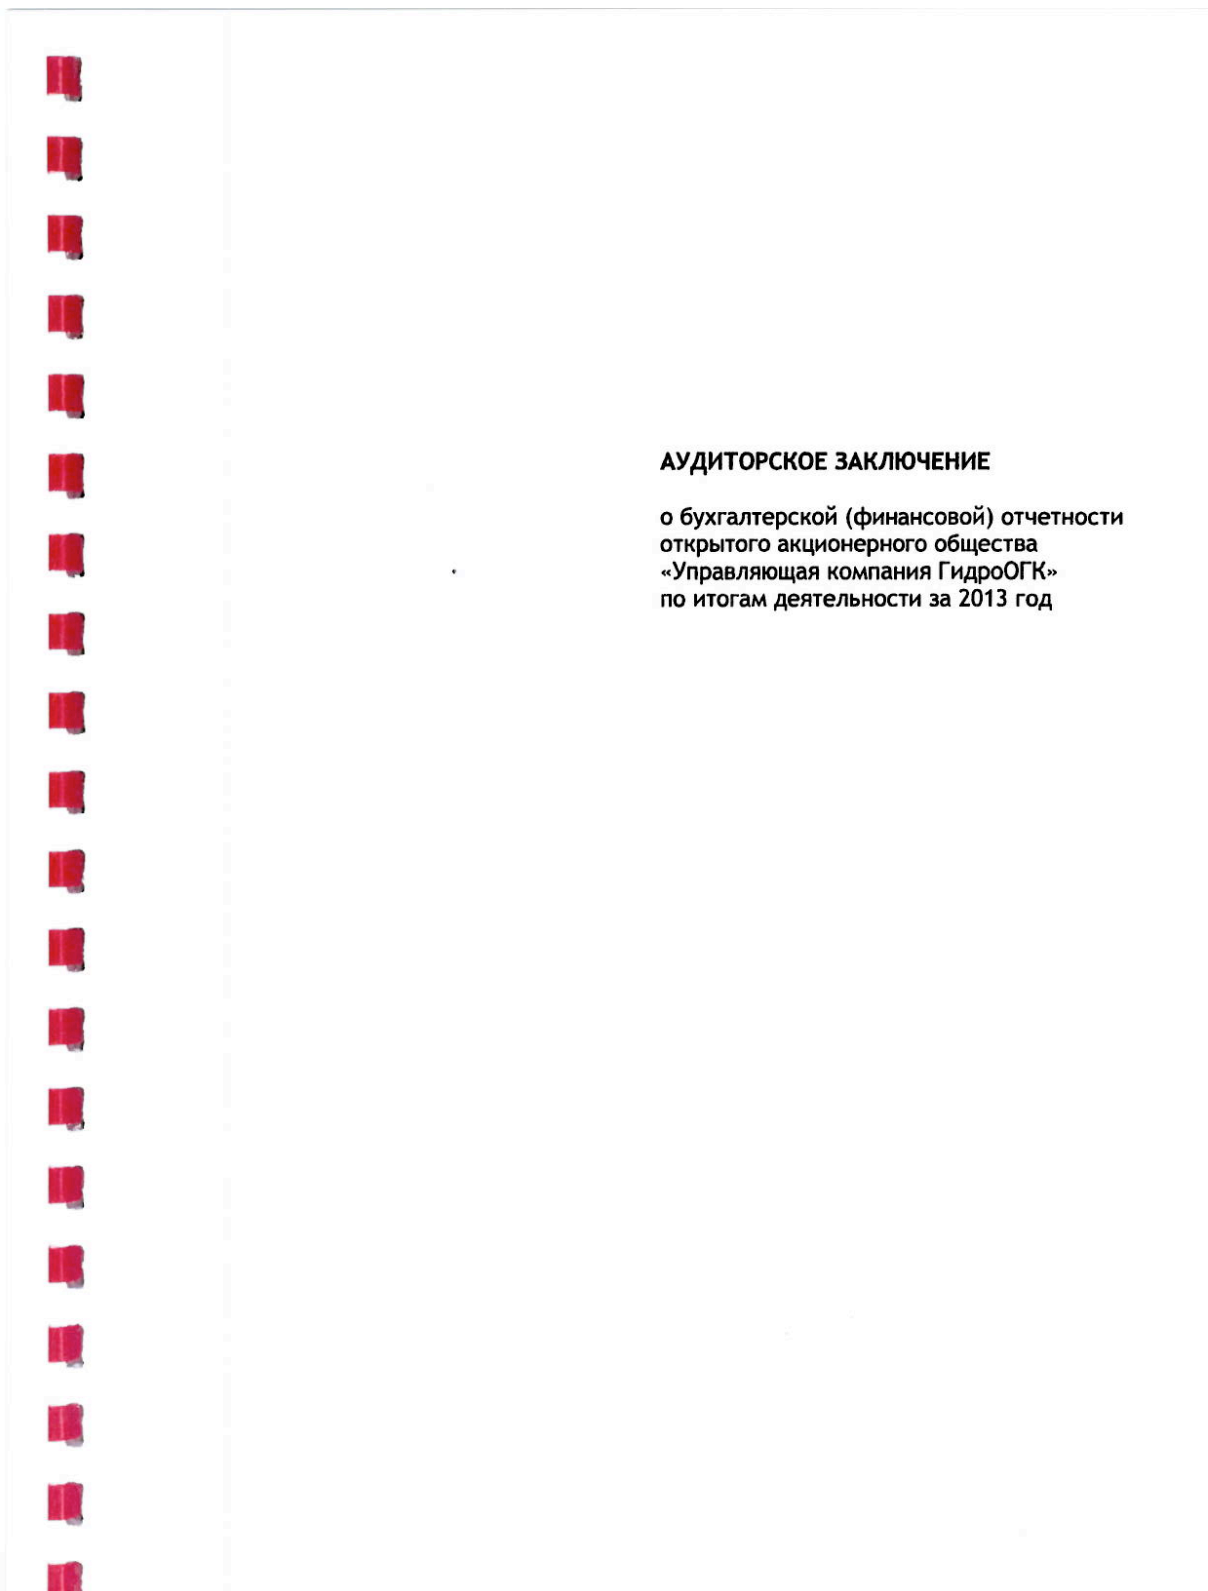 АУДИТОРСКОЕ ЗАКЛЮЧЕНИЕ
о бухгалтерской (финансовой) отчетности
открытого акционерного общества
«Управляющая компания ГидроОГК»
по итогам деятельности за 2013 год